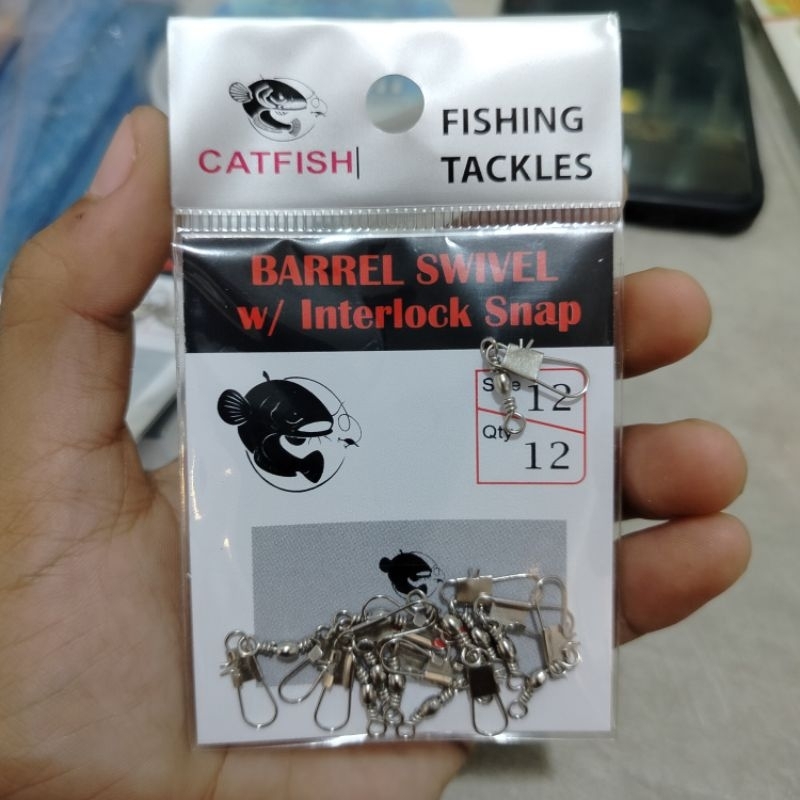 CATFISH
FISHING
TACKLES
BARREL SWIVEL
w/ Interlock Snap
Size 12
Qty 12